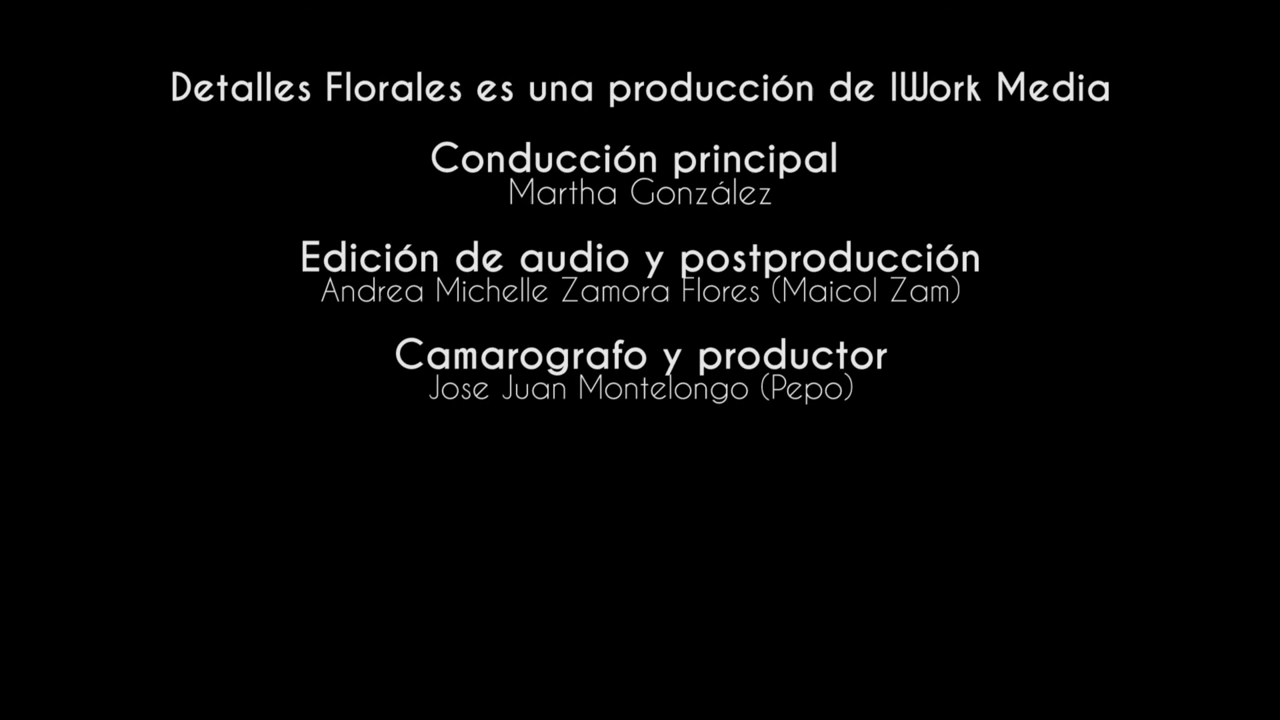 Detalles Florales es una producción de IWork Media
Conducción principal
Martha González
Edición de audio y postproducción
Andrea Michelle Zamora Flores (Maicol Zam)
Camarografo y productor
Jose Juan Montelongo (Pepo)